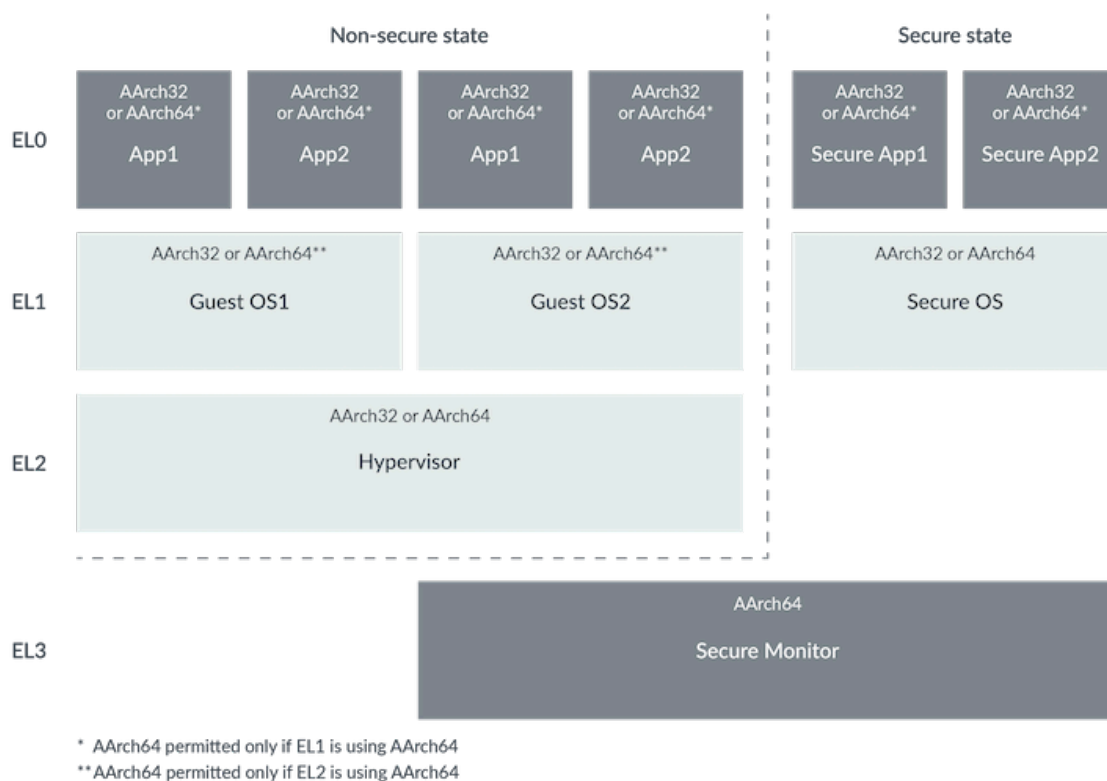 Non-secure state
Secure state
EL0
AArch32
or AArch64*
App1
AArch32
or AArch64*
App2
AArch32
or AArch64*
App1
AArch32
or AArch64*
App2
AArch32
or AArch64*
Secure App1
AArch32
or AArch64*
Secure App2
EL1
AArch32 or AArch64**
Guest OS1
AArch32 or AArch64**
Guest OS2
AArch32 or AArch64
Secure OS
EL2
AArch32 or AArch64
Hypervisor
EL3
AArch64
Secure Monitor
* AArch64 permitted only if EL1 is using AArch64
**AArch64 permitted only if EL2 is using AArch64